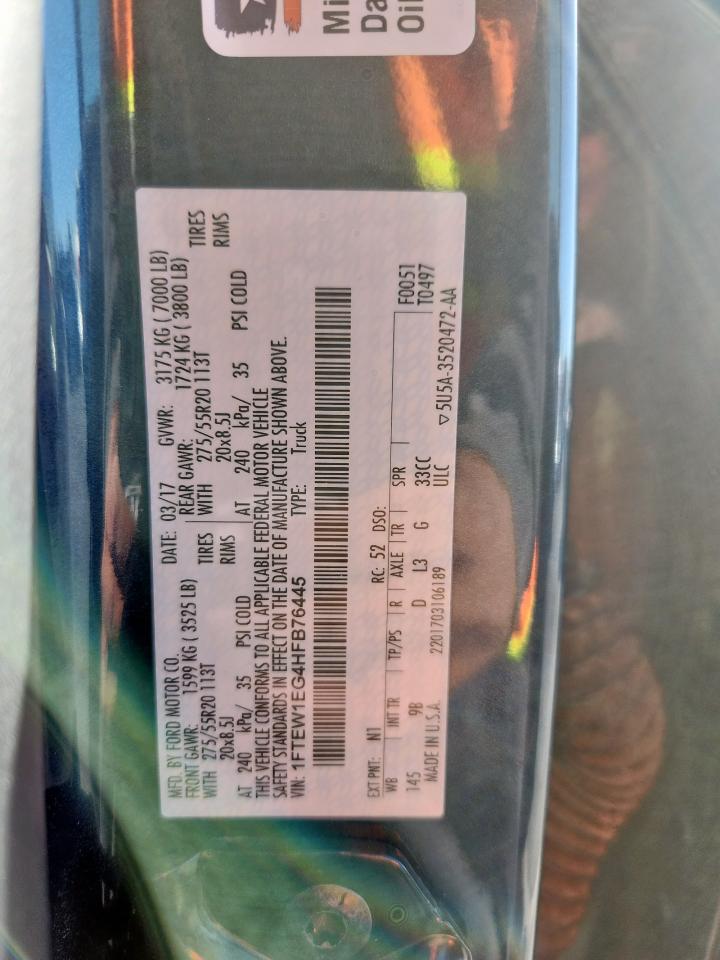 MFD. BY FORD MOTOR CO.
DATE: 03/17 GVWR: 3175 KG ( 7000 LB)
FRONT GAWR: 1599 KG ( 3525 LB)
REAR GAWR: 1724 KG ( 3800 LB)
WITH 275/55R20 113T TIRES
WITH 275/55R20 113T TIRES
20x8.5J RIMS
20x8.5J RIMS
AT 240 kPa/ 35 PSI COLD
AT 240 kPa/ 35 PSI COLD
THIS VEHICLE CONFORMS TO ALL APPLICABLE FEDERAL MOTOR VEHICLE
SAFETY STANDARDS IN EFFECT ON THE DATE OF MANUFACTURE SHOWN ABOVE.
VIN: 1FTEW1EG4HFB76445 TYPE: Truck
EXT PNT: N1 RC: 52 DSO:
WB INT TR TP/PS R AXLE TR SPR F0051
145 9B D L3 G 33CC T0497
MADE IN U.S.A. 2201703106189 ULC ▽5U5A-3520472-AA
Mi
Da
Oil